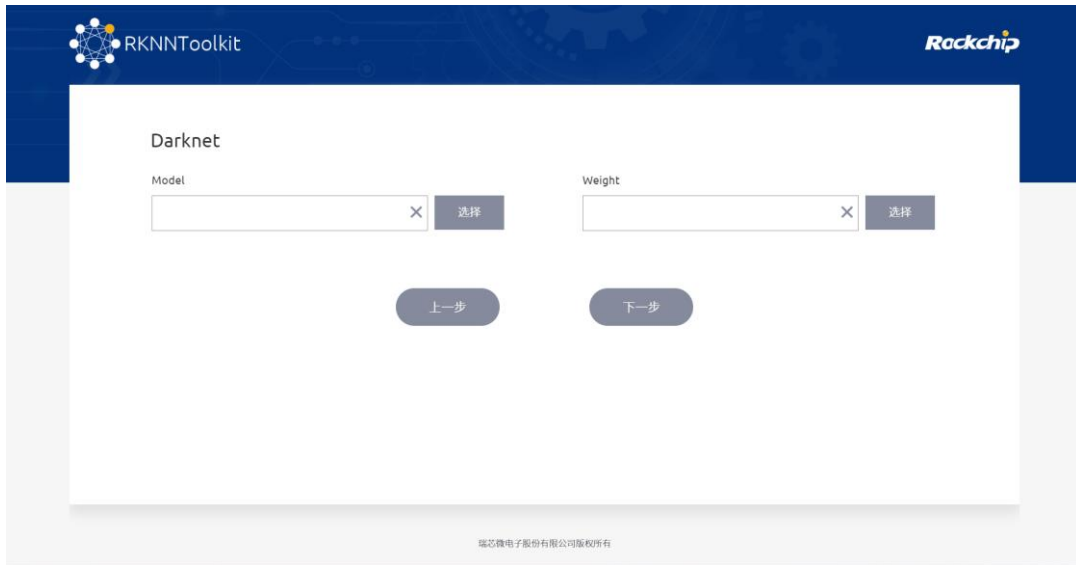 RKNNToolkit
Rockchip
Darknet
Model
Weight
选择
选择
上一步
下一步
瑞芯微电子股份有限公司版权所有